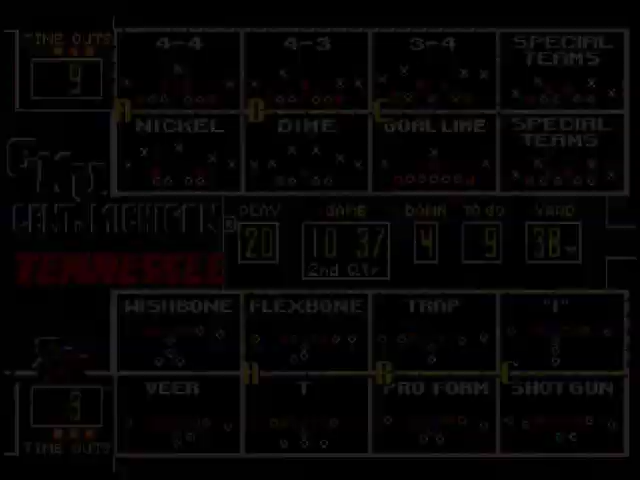 TIME OUTS
9
4-4
4-3
3-4
SPECIAL
TEAMS
A
B
C
NICKEL
DIME
GOAL LINE
SPECIAL
TEAMS
CENT. MICHIGAN
TENNESSEE
PLAY
GAME
DOWN
TO GO
YARD
20
10 37
4
9
38
2nd Qtr
WISHBONE
FLEXBONE
TRAP
"I"
A
B
C
VEER
T
PRO FORM
SHOTGUN
3
TIME OUTS